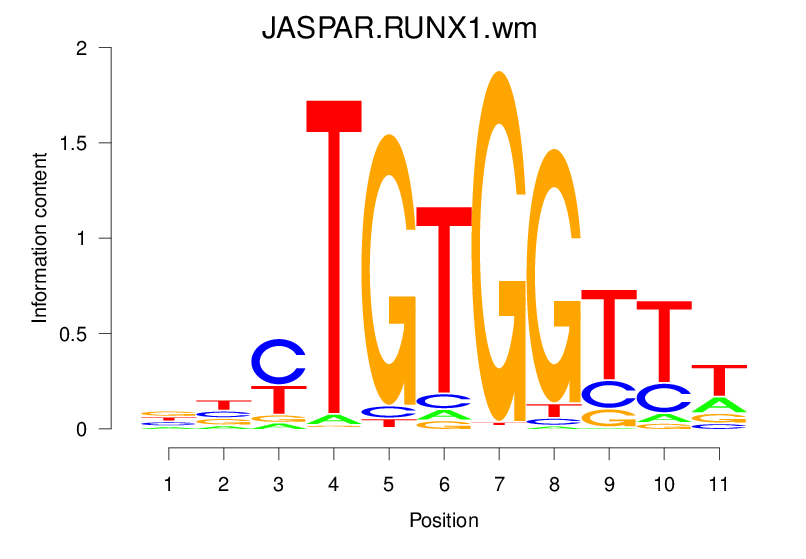 JASPAR.RUNX1.wm
2
1.5
1
0.5
0
Information content
G T C A
T C G A
C T G A
T A G
G C T
T C A G
G T
G T C A
T C G A
T C A G
T A G C
1 2 3 4 5 6 7 8 9 10 11
Position